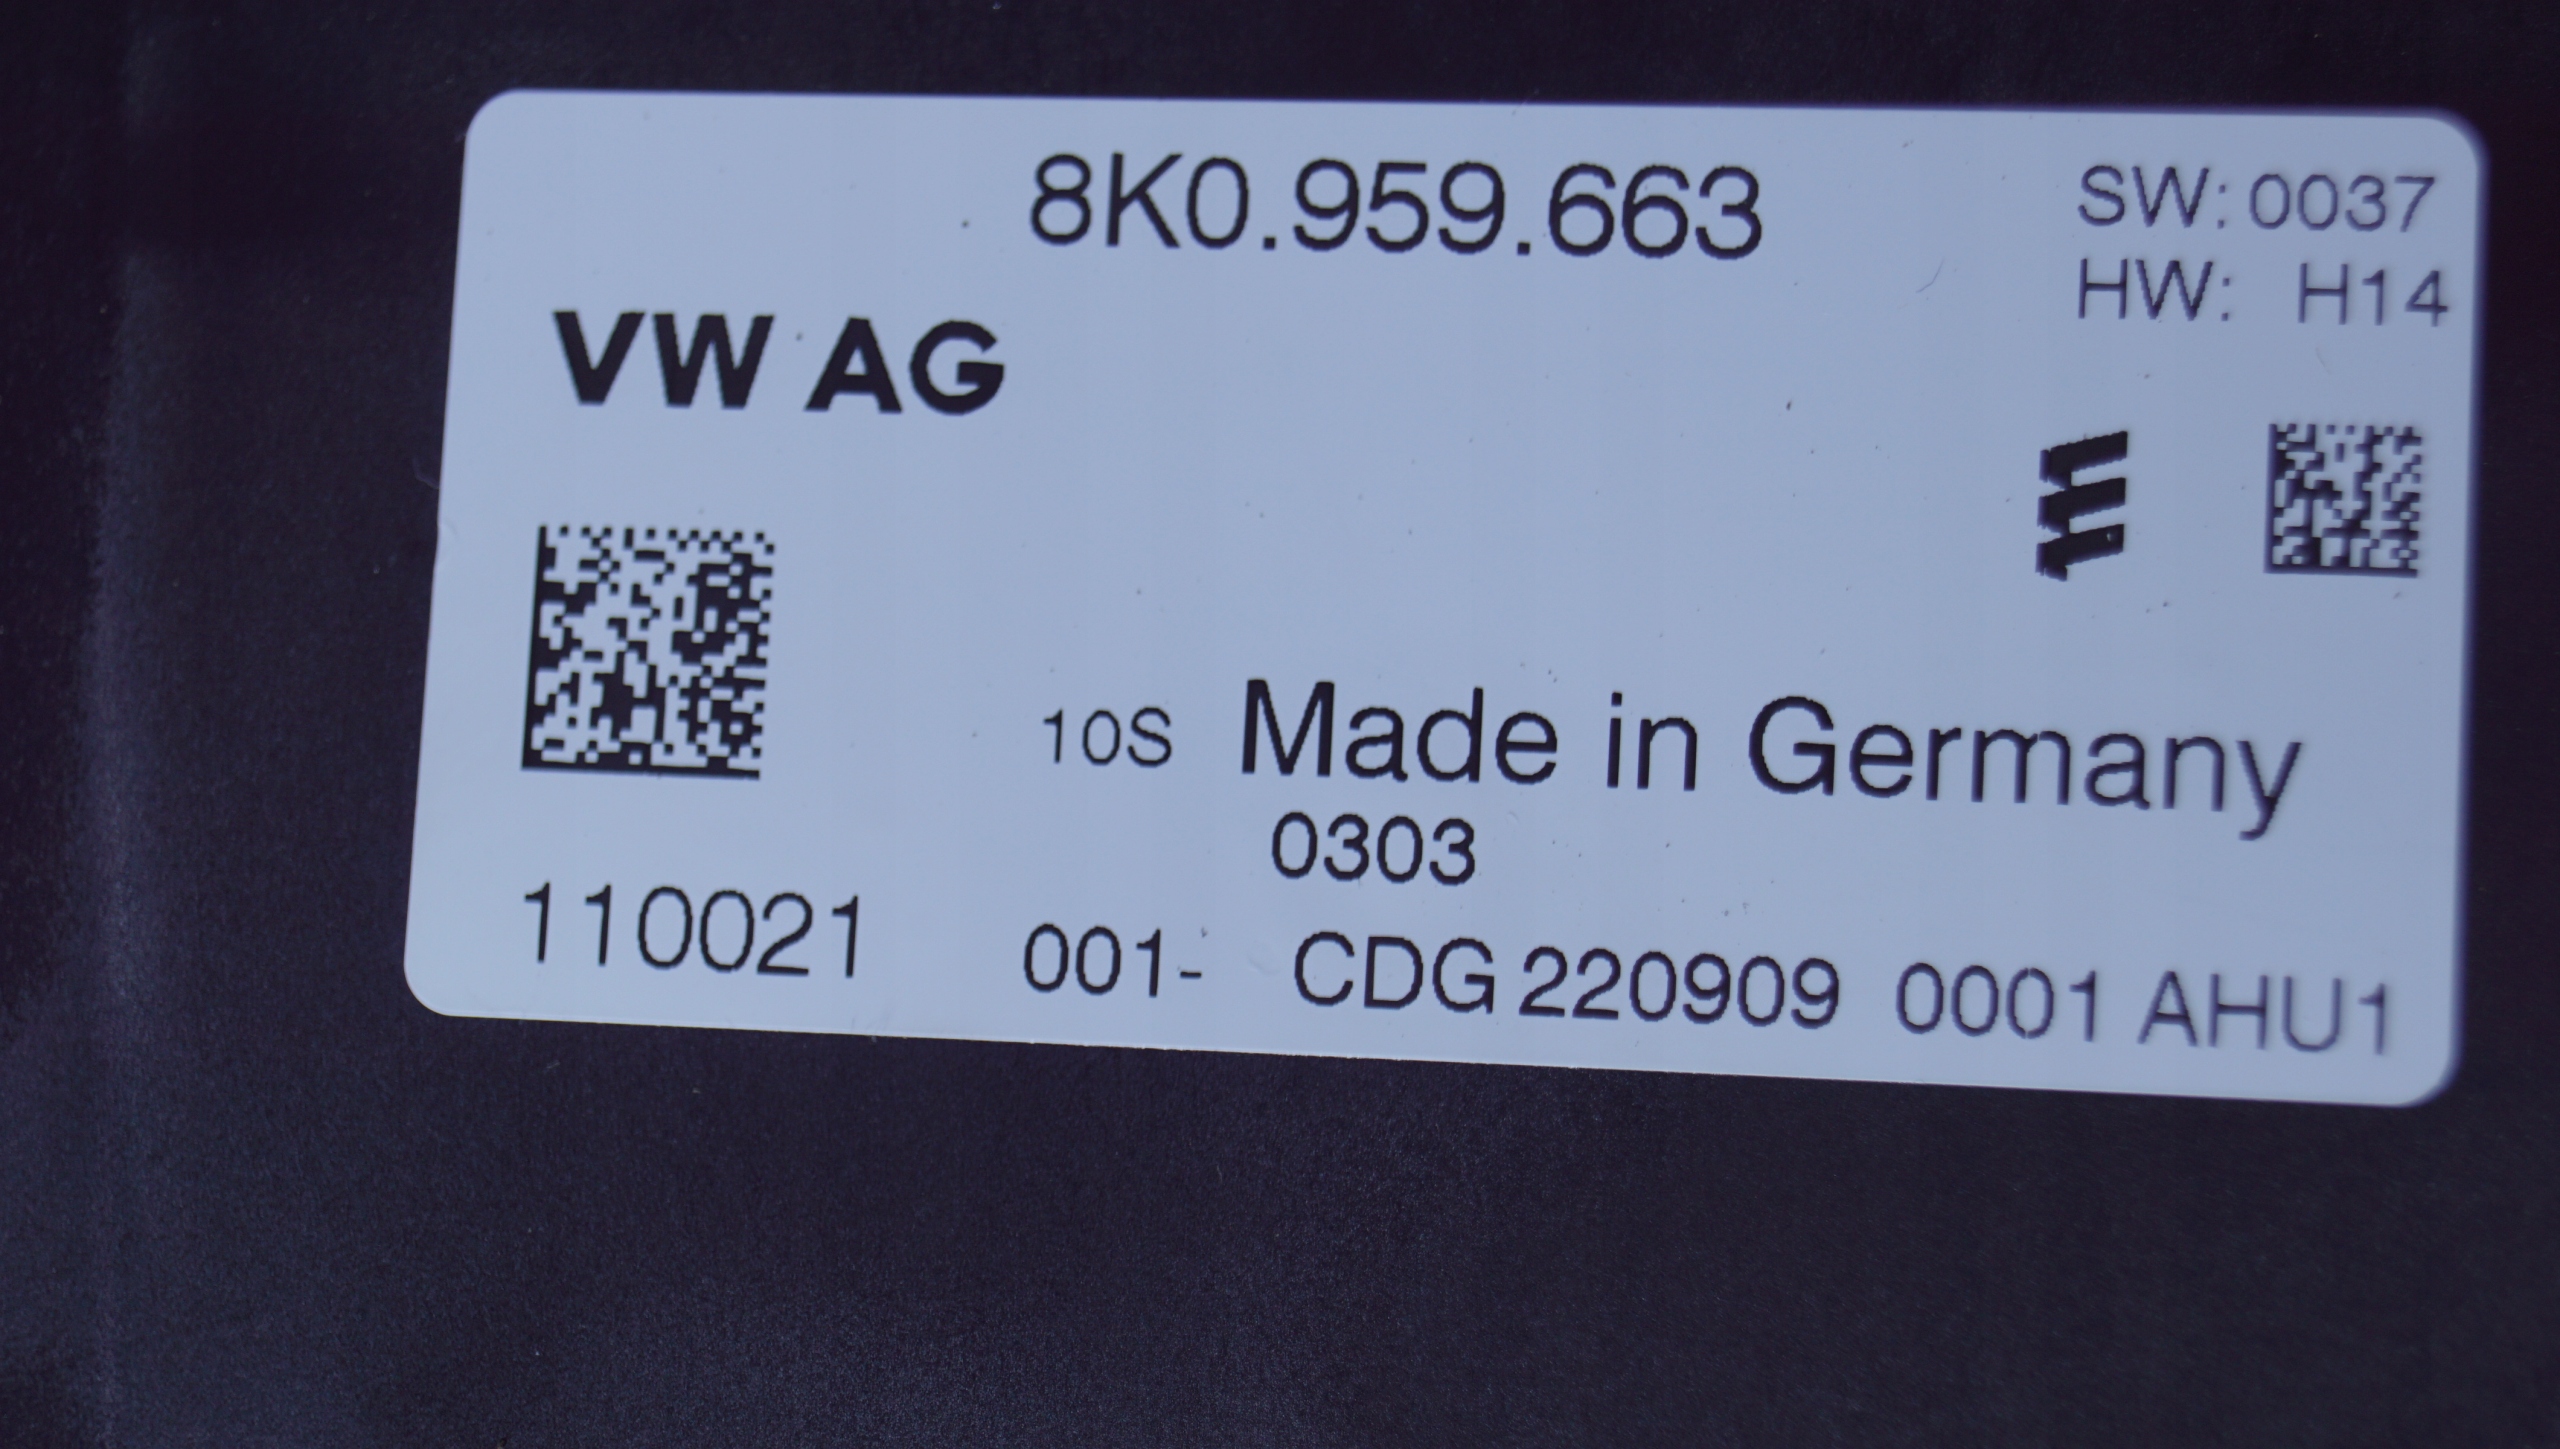 8K0.959.663
SW: 0037
HW: H14
VW AG
10S Made in Germany
0303
110021 001- CDG 220909 0001 AHU1